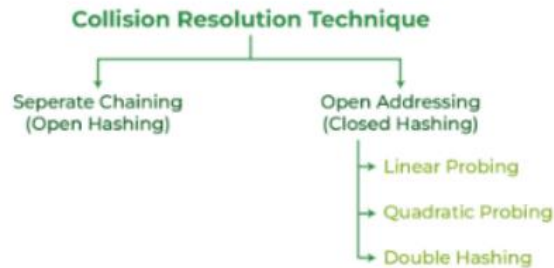 Collision Resolution Technique
Seperate Chaining
(Open Hashing)
Open Addressing
(Closed Hashing)
Linear Probing
Quadratic Probing
Double Hashing